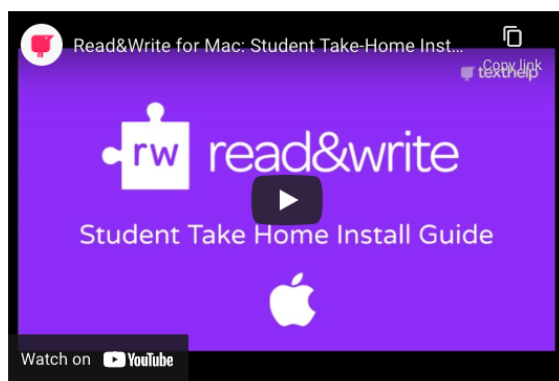 Read&Write for Mac: Student Take-Home Inst...
Copy link
texthelp
rw read&write
Student Take Home Install Guide
Watch on YouTube